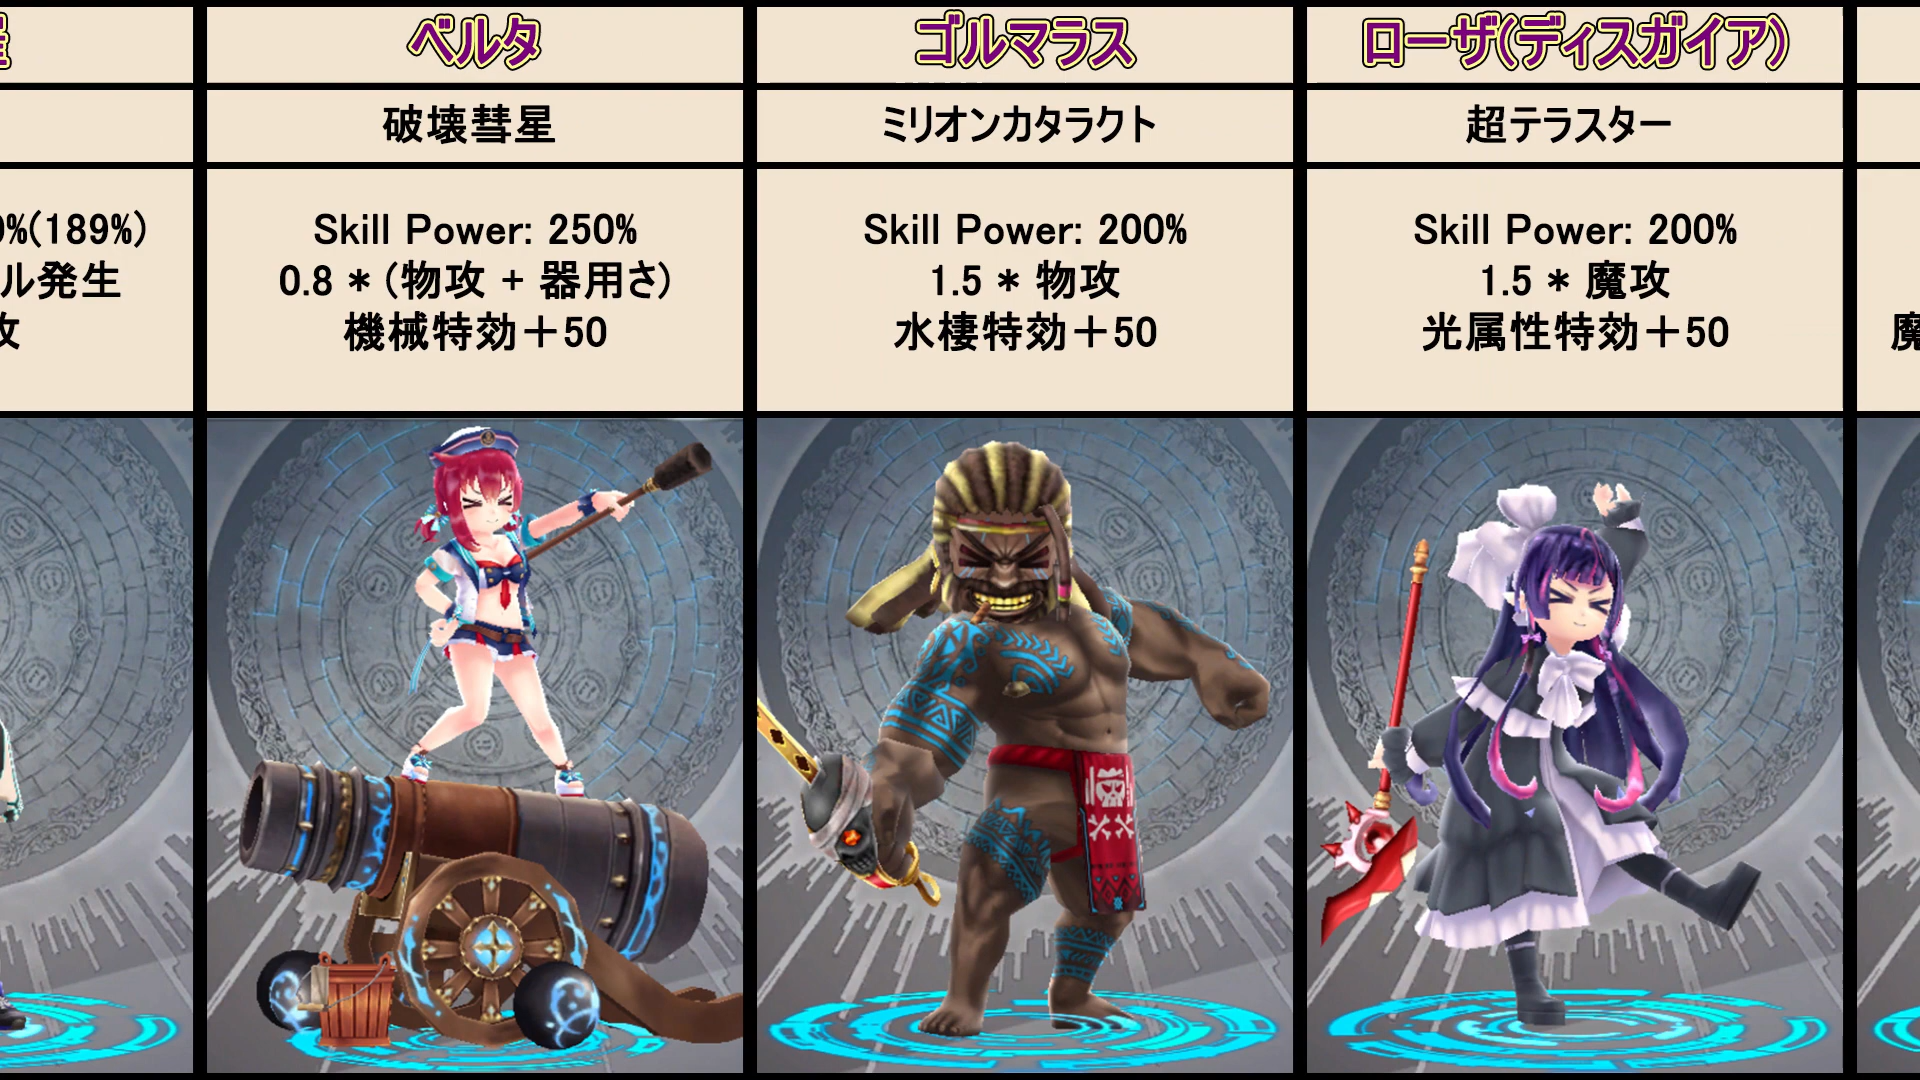 ベルタ
破壊彗星
Skill Power: 250%
0.8 * (物攻 + 器用さ)
機械特効＋50
ゴルマラス
ミリオンカタラクト
Skill Power: 200%
1.5 * 物攻
水棲特効＋50
ローザ(ディスガイア)
超テラスター
Skill Power: 200%
1.5 * 魔攻
光属性特効＋50
%(189%)
ル発生
攻
魔